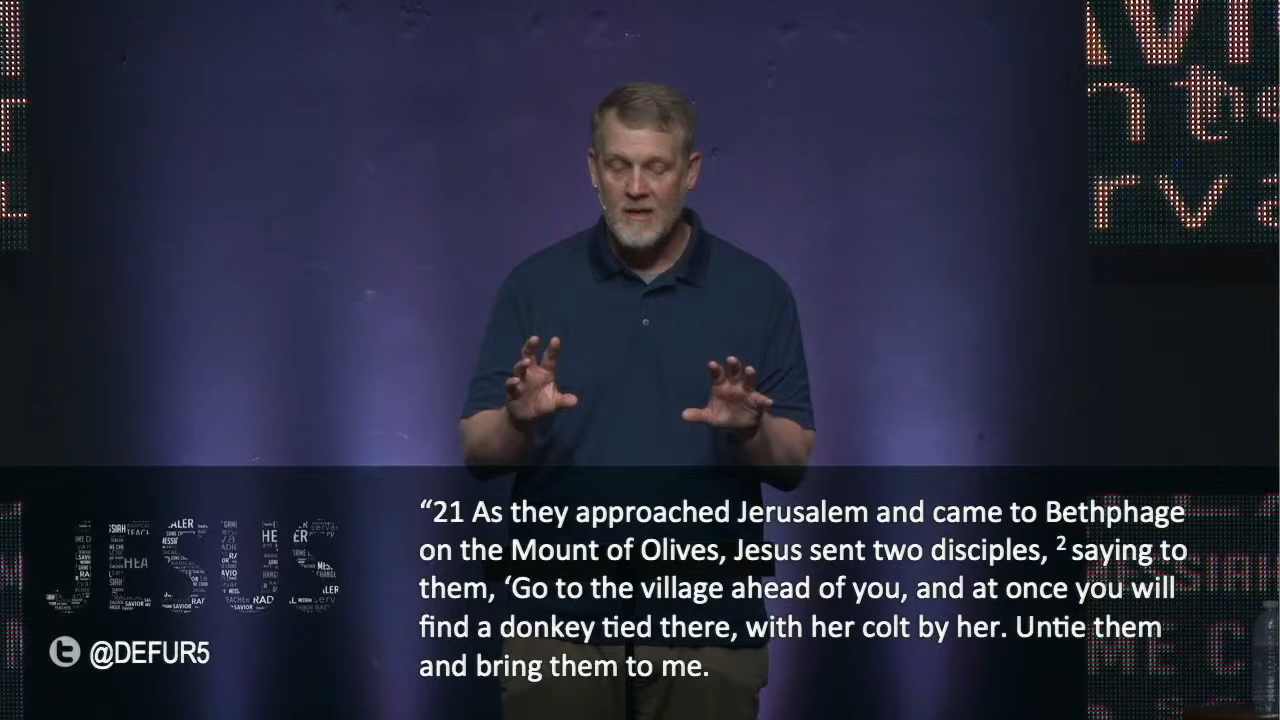 JESUS
@DEFUR5
“21 As they approached Jerusalem and came to Bethphage
on the Mount of Olives, Jesus sent two disciples, ² saying to
them, ‘Go to the village ahead of you, and at once you will
find a donkey tied there, with her colt by her. Untie them
and bring them to me.